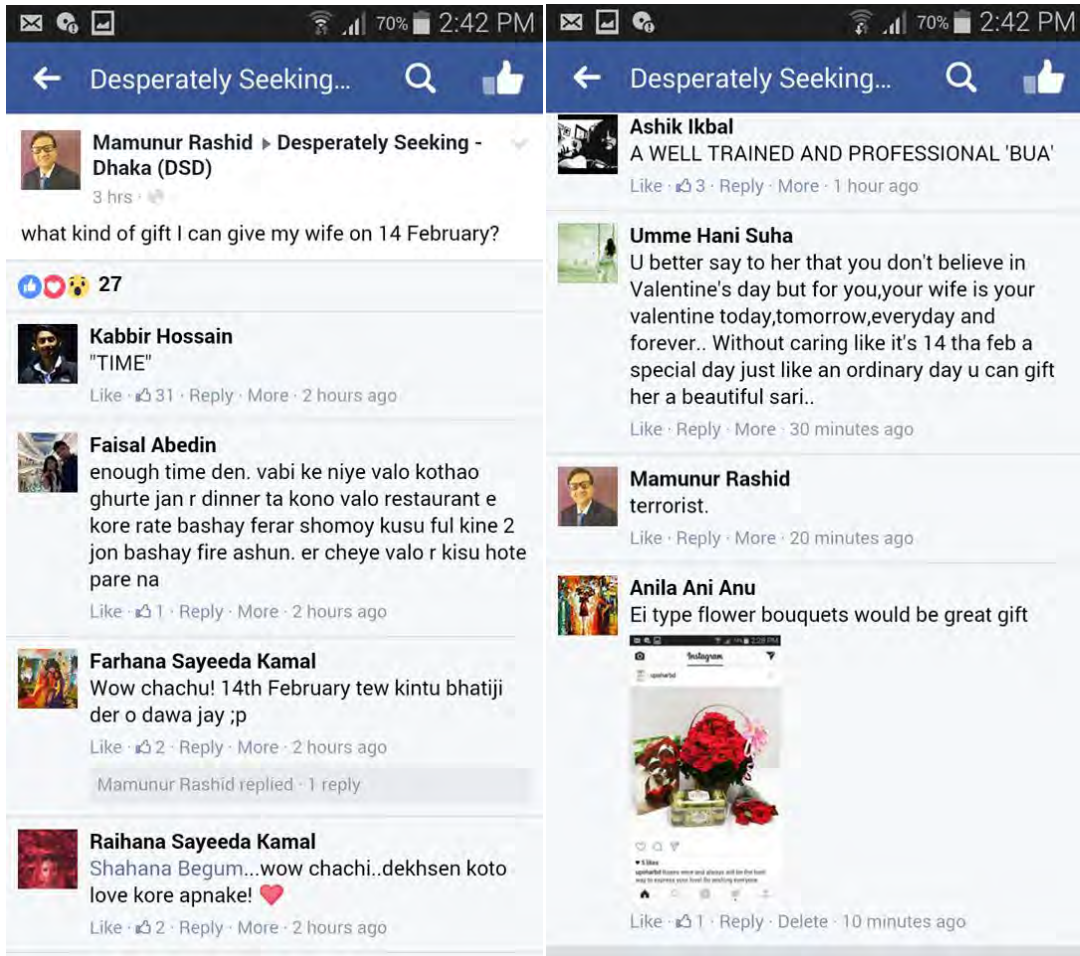 70% 2:42 PM
Desperately Seeking...
Mamunur Rashid ▸ Desperately Seeking -
Dhaka (DSD)
3 hrs ·
what kind of gift I can give my wife on 14 February?
27
Kabbir Hossain
"TIME"
Like · 31 · Reply · More · 2 hours ago
Faisal Abedin
enough time den. vabi ke niye valo kothao
ghurte jan r dinner ta kono valo restaurant e
kore rate bashay ferar shomoy kusu ful kine 2
jon bashay fire ashun. er cheye valo r kisu hote
pare na
Like · 1 · Reply · More · 2 hours ago
Farhana Sayeeda Kamal
Wow chachu! 14th February tew kintu bhatiji
der o dawa jay ;p
Like · 2 · Reply · More · 2 hours ago
Mamunur Rashid replied · 1 reply
Raihana Sayeeda Kamal
Shahana Begum...wow chachi..dekhsen koto
love kore apnake! ❤
Like · 2 · Reply · More · 2 hours ago
70% 2:42 PM
Desperately Seeking...
Ashik Ikbal
A WELL TRAINED AND PROFESSIONAL 'BUA'
Like · 3 · Reply · More · 1 hour ago
Umme Hani Suha
U better say to her that you don't believe in
Valentine's day but for you,your wife is your
valentine today,tomorrow,everyday and
forever.. Without caring like it's 14 tha feb a
special day just like an ordinary day u can gift
her a beautiful sari..
Like · Reply · More · 30 minutes ago
Mamunur Rashid
terrorist.
Like · Reply · More · 20 minutes ago
Anila Ani Anu
Ei type flower bouquets would be great gift
Instagram
Like · 1 · Reply · Delete · 10 minutes ago